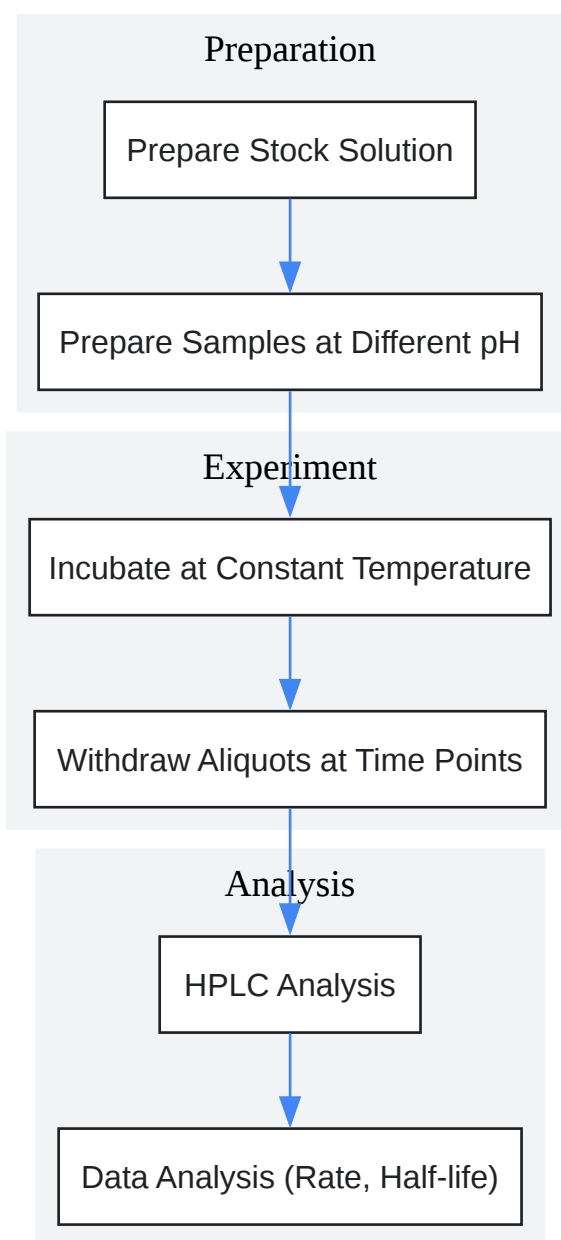 Preparation
Prepare Stock Solution
Prepare Samples at Different pH
Experiment
Incubate at Constant Temperature
Withdraw Aliquots at Time Points
Analysis
HPLC Analysis
Data Analysis (Rate, Half-life)